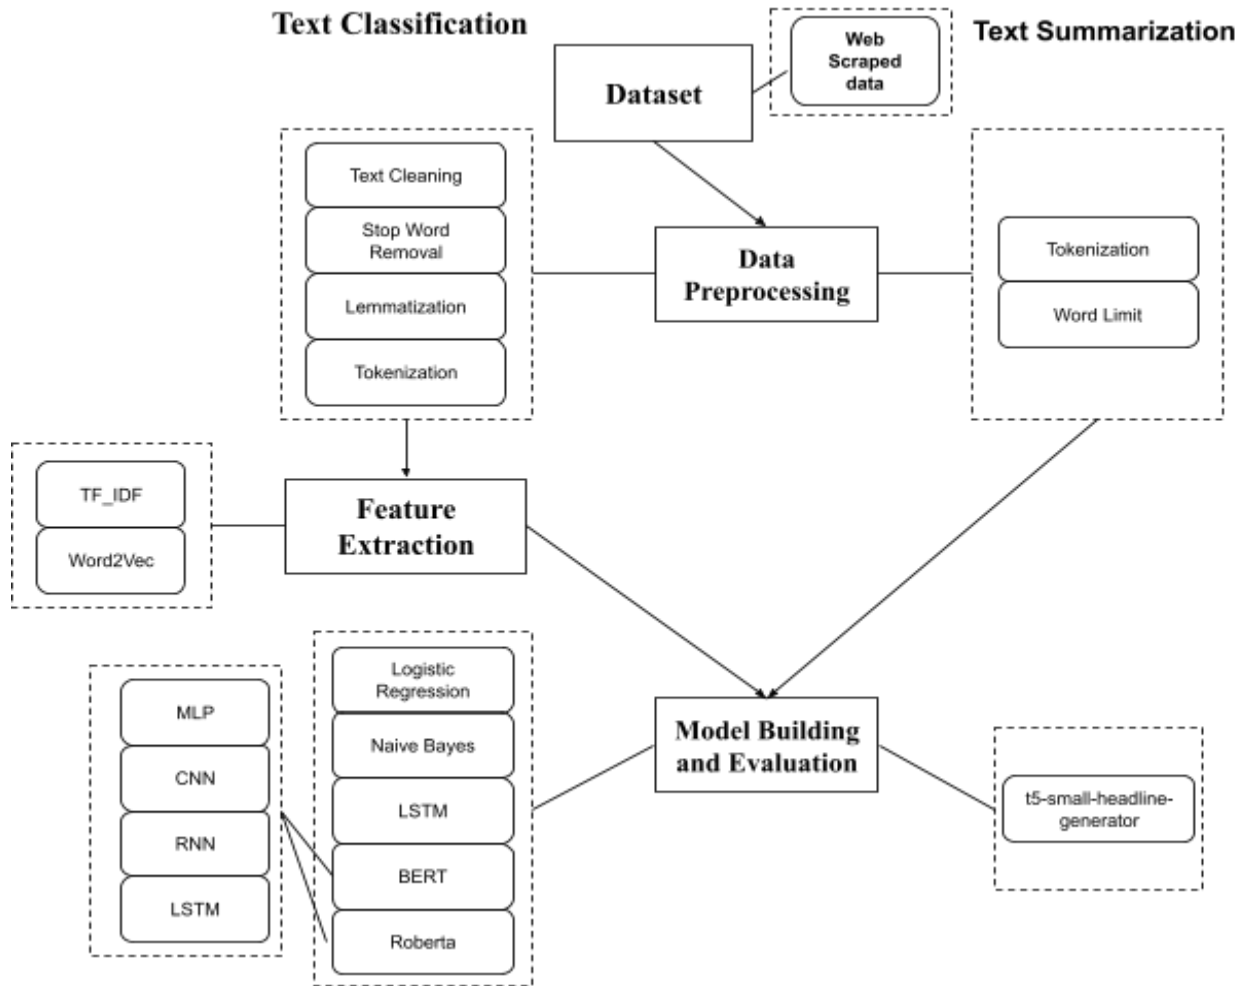 Text Classification
Text Summarization
Web
Scraped
data
Dataset
Text Cleaning
Stop Word
Removal
Lemmatization
Tokenization
Data
Preprocessing
Tokenization
Word Limit
TF_IDF
Word2Vec
Feature
Extraction
MLP
CNN
RNN
LSTM
Logistic
Regression
Naive Bayes
LSTM
BERT
Roberta
Model Building
and Evaluation
t5-small-headline-
generator